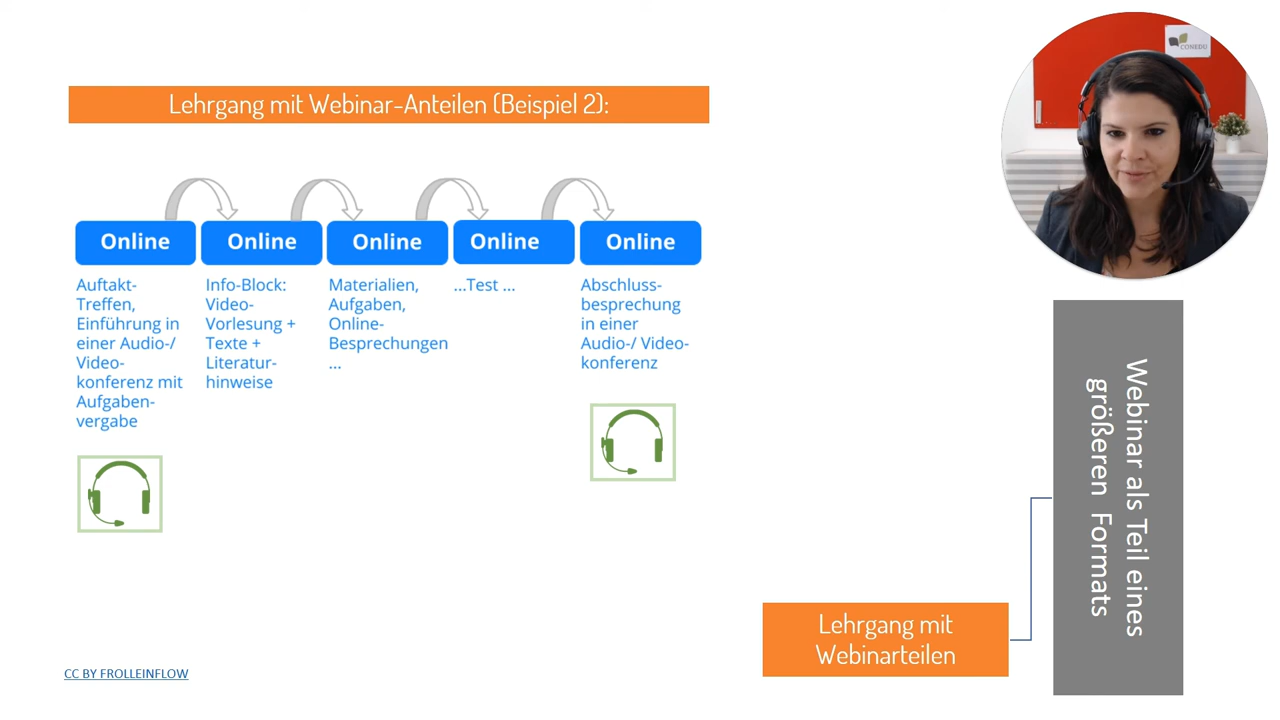 CONEDU
Lehrgang mit Webinar-Anteilen (Beispiel 2):
Online
Auftakt-
Treffen,
Einführung in
einer Audio-/
Video-
konferenz mit
Aufgaben-
vergabe
Online
Info-Block:
Video-
Vorlesung +
Texte +
Literatur-
hinweise
Online
Materialien,
Aufgaben,
Online-
Besprechungen
...
Online
...Test ...
Online
Abschluss-
besprechung
in einer
Audio-/ Video-
konferenz
Webinar als Teil eines
größeren Formats
Lehrgang mit
Webinarteilen
CC BY FROLLEINFLOW